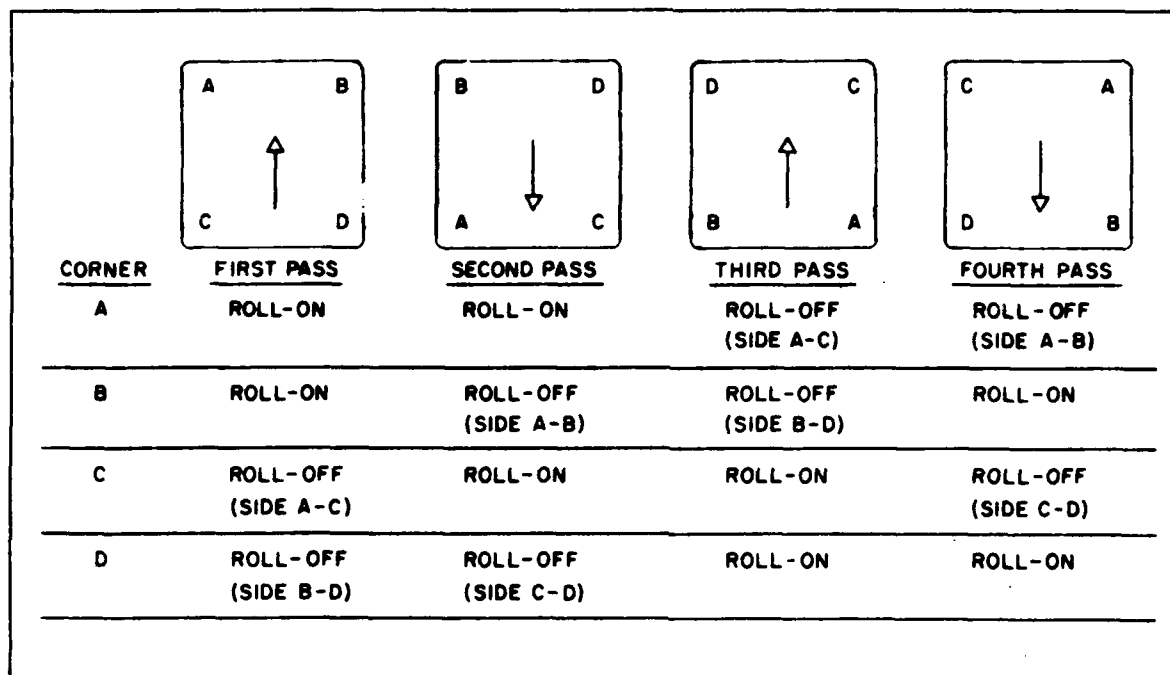 A B B D D C C A
C D A C B A D B
CORNER FIRST PASS SECOND PASS THIRD PASS FOURTH PASS
A ROLL-ON ROLL-ON ROLL-OFF ROLL-OFF
(SIDE A-C) (SIDE A-B)
B ROLL-ON ROLL-OFF ROLL-OFF ROLL-ON
(SIDE A-B) (SIDE B-D)
C ROLL-OFF ROLL-ON ROLL-ON ROLL-OFF
(SIDE A-C) (SIDE C-D)
D ROLL-OFF ROLL-OFF ROLL-ON ROLL-ON
(SIDE B-D) (SIDE C-D)